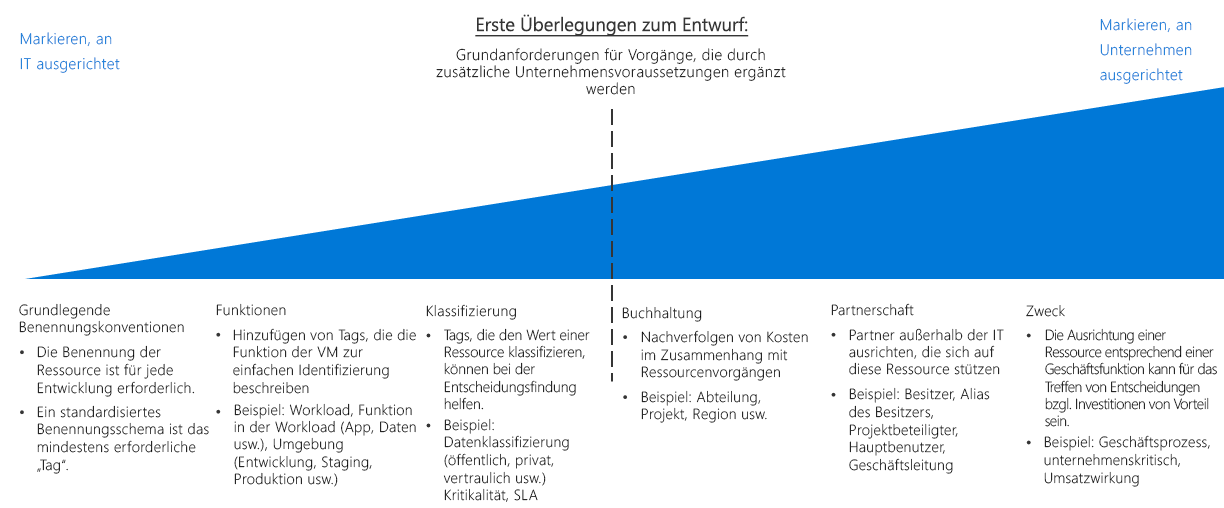 Markieren, an
IT ausgerichtet
Erste Überlegungen zum Entwurf:
Grundanforderungen für Vorgänge, die durch
zusätzliche Unternehmensvoraussetzungen ergänzt
werden
Markieren, an
Unternehmen
ausgerichtet
Grundlegende
Benennungskonventionen
• Die Benennung der
Ressource ist für jede
Entwicklung erforderlich.
• Ein standardisiertes
Benennungsschema ist das
mindestens erforderliche
„Tag“.
Funktionen
• Hinzufügen von Tags, die die
Funktion der VM zur
einfachen Identifizierung
beschreiben
• Beispiel: Workload, Funktion
in der Workload (App, Daten
usw.), Umgebung
(Entwicklung, Staging,
Produktion usw.)
Klassifizierung
• Tags, die den Wert einer
Ressource klassifizieren,
können bei der
Entscheidungsfindung
helfen.
• Beispiel:
Datenklassifizierung
(öffentlich, privat,
vertraulich usw.)
Kritikalität, SLA
Buchhaltung
• Nachverfolgen von Kosten
im Zusammenhang mit
Ressourcenvorgängen
• Beispiel: Abteilung,
Projekt, Region usw.
Partnerschaft
• Partner außerhalb der IT
ausrichten, die sich auf
diese Ressource stützen
• Beispiel: Besitzer, Alias
des Besitzers,
Projektbeteiligter,
Hauptbenutzer,
Geschäftsleitung
Zweck
• Die Ausrichtung einer
Ressource entsprechend einer
Geschäftsfunktion kann für das
Treffen von Entscheidungen
bzgl. Investitionen von Vorteil
sein.
• Beispiel: Geschäftsprozess,
unternehmenskritisch,
Umsatzwirkung